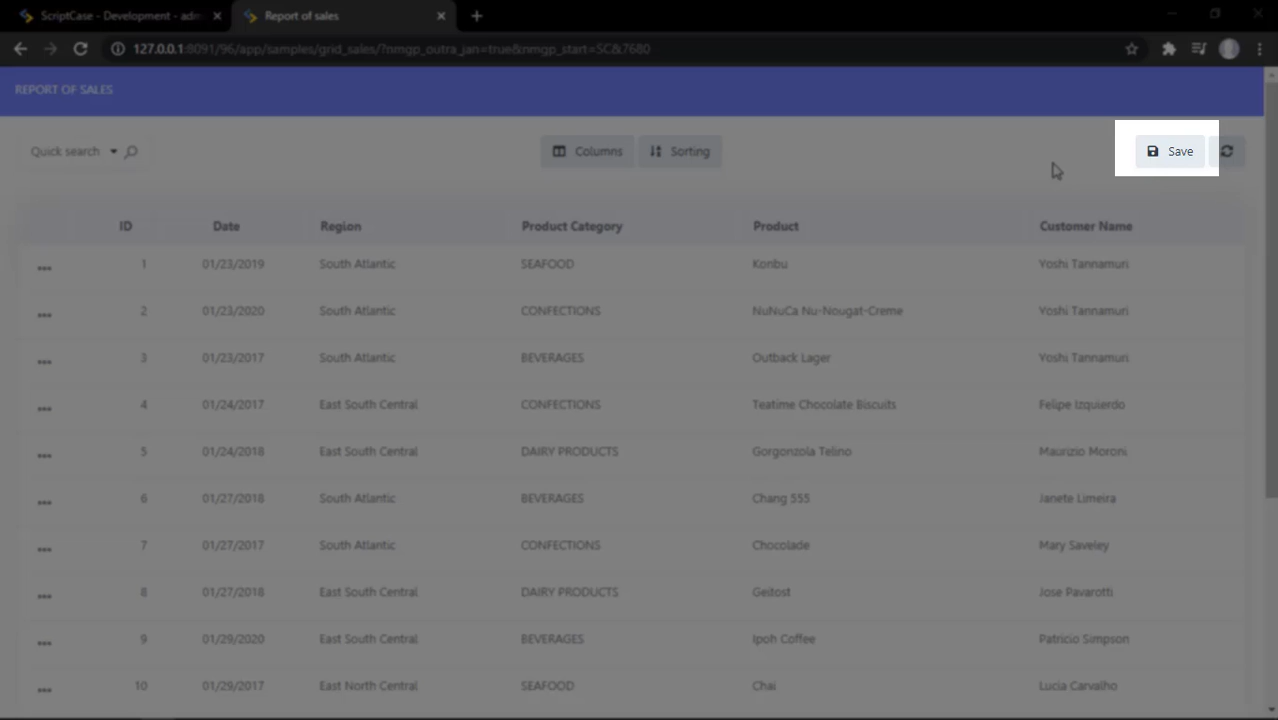 ScriptCase - Development - adm
Report of sales
127.0.0.1:8091/96/app/samples/grid_sales/?nmgp_outra_jan=true&nmgp_start=SC&7680
REPORT OF SALES
Quick search Columns Sorting Save
ID Date Region Product Category Product Customer Name
1 01/23/2019 South Atlantic SEAFOOD Konbu Yoshi Tannamuri
2 01/23/2020 South Atlantic CONFECTIONS NuNuCa Nu-Nougat-Creme Yoshi Tannamuri
3 01/23/2017 South Atlantic BEVERAGES Outback Lager Yoshi Tannamuri
4 01/24/2017 East South Central CONFECTIONS Teatime Chocolate Biscuits Felipe Izquierdo
5 01/24/2018 East South Central DAIRY PRODUCTS Gorgonzola Telino Maurizio Moroni
6 01/27/2018 South Atlantic BEVERAGES Chang 555 Janete Limeira
7 01/27/2017 South Atlantic CONFECTIONS Chocolade Mary Saveley
8 01/27/2018 East South Central DAIRY PRODUCTS Geitost Jose Pavarotti
9 01/29/2020 East South Central BEVERAGES Ipoh Coffee Patricio Simpson
10 01/29/2017 East North Central SEAFOOD Chai Lucia Carvalho